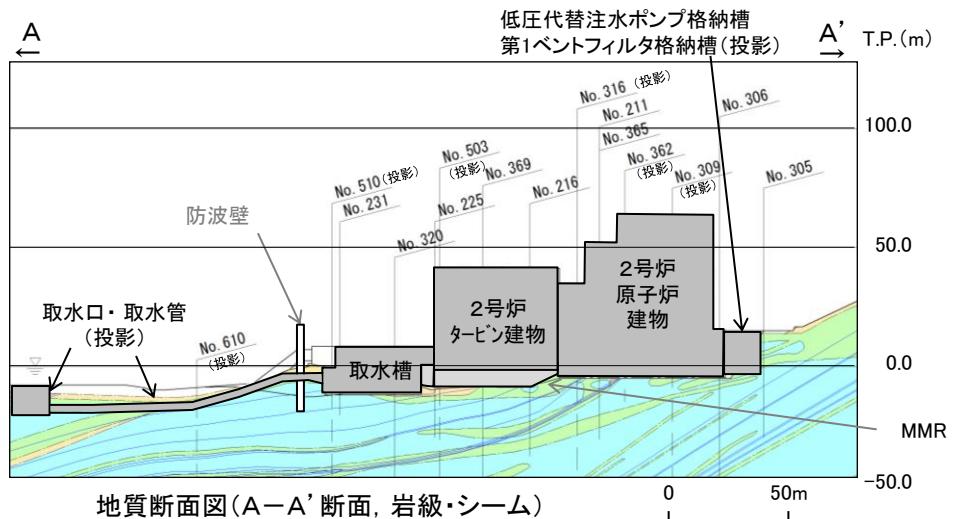 低圧代替注水ポンプ格納槽
第1ベントフィルタ格納槽(投影)
A
A’
T.P.(m)
No. 316 (投影)
No. 211
No. 306
No. 365
100.0
No. 503
(投影)
No. 369
No. 362
(投影)
No. 309
(投影)
No. 305
No. 510(投影)
No. 231
No. 225
No. 216
防波壁
No. 320
50.0
2号炉
原子炉
建物
2号炉
タービン建物
取水口・取水管
(投影)
No. 610
(投影)
取水槽
0.0
MMR
-50.0
地質断面図(A-A’断面, 岩級・シーム)
0
50m